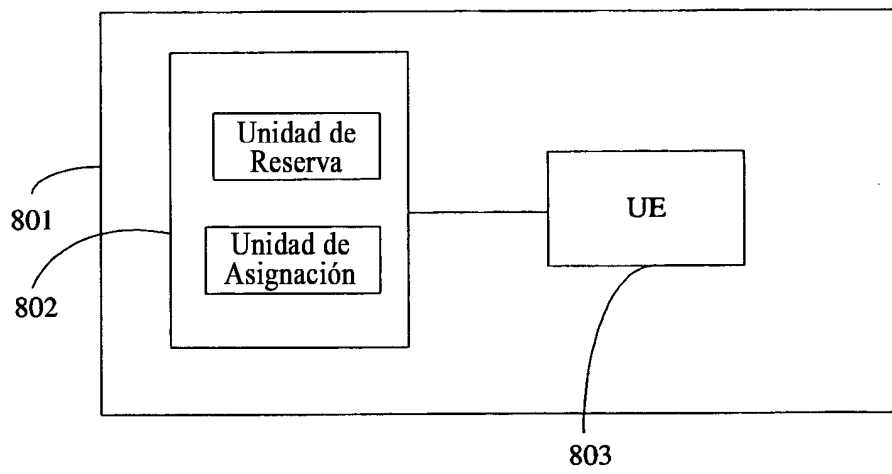 Unidad de
Reserva
UE
801
Unidad de
Asignación
802
803